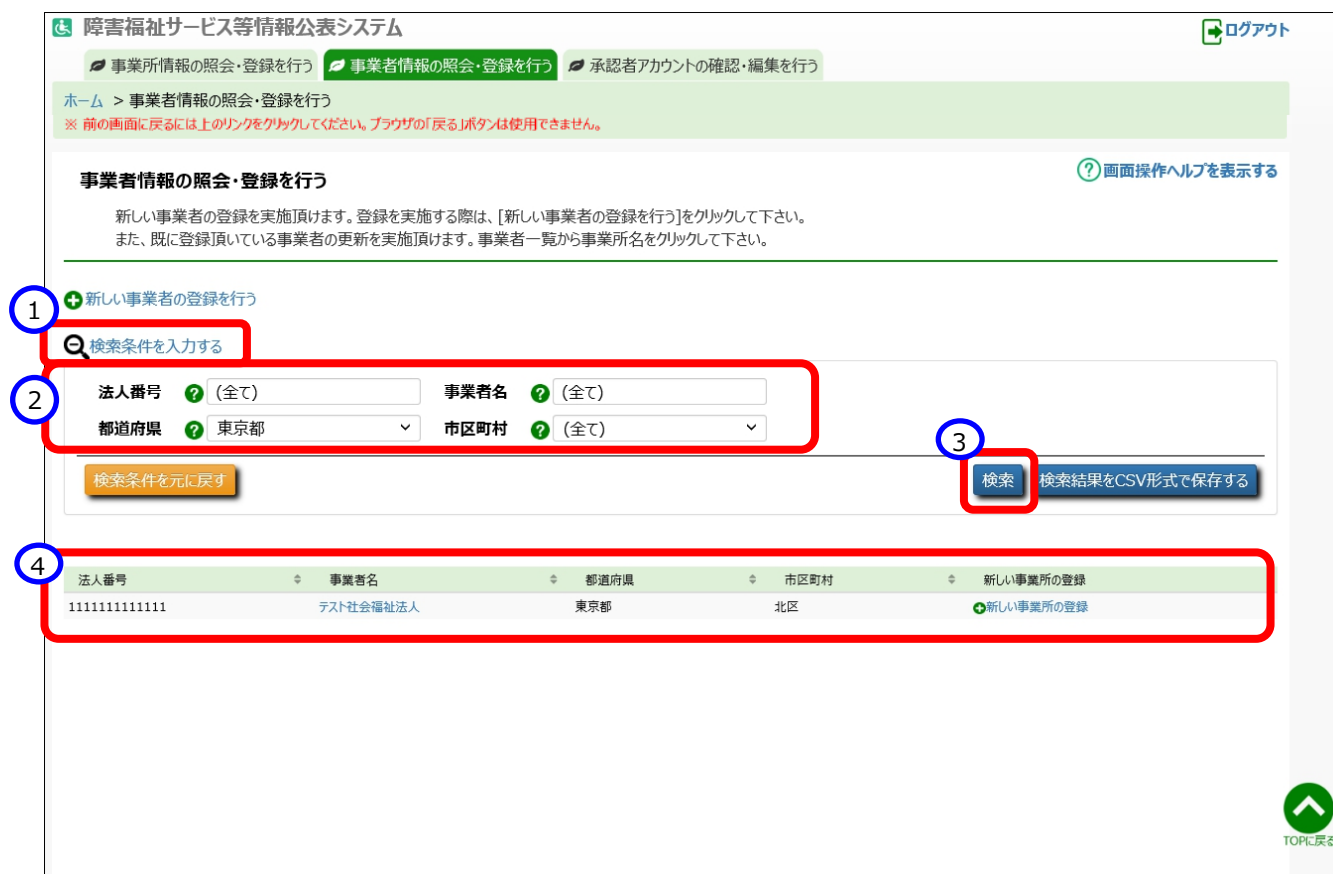 障害福祉サービス等情報公表システム
ログアウト
事業所情報の照会・登録を行う 事業者情報の照会・登録を行う 承認者アカウントの確認・編集を行う
ホーム > 事業者情報の照会・登録を行う
※ 前の画面に戻るには上のリンクをクリックしてください。ブラウザの「戻る」ボタンは使用できません。
?画面操作ヘルプを表示する
事業者情報の照会・登録を行う
新しい事業者の登録を実施頂けます。登録を実施する際は、[新しい事業者の登録を行う]をクリックして下さい。
また、既に登録頂いている事業者の更新を実施頂けます。事業者一覧から事業所名をクリックして下さい。
新しい事業者の登録を行う
1
検索条件を入力する
2
法人番号 ? (全て) 事業者名 ? (全て)
都道府県 ? 東京都 市区町村 ? (全て)
3
検索条件を元に戻す 検索 検索結果をCSV形式で保存する
4
法人番号 事業者名 都道府県 市区町村 新しい事業所の登録
1111111111111 テスト社会福祉法人 東京都 北区 新しい事業所の登録
TOPに戻る